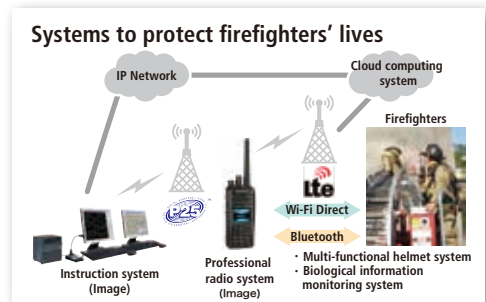 Systems to protect firefighters' lives
IP Network
Cloud computing
system
Firefighters
LTE
P25
TM
Wi-Fi Direct
Bluetooth
Instruction system
(Image)
Professional
radio system
(Image)
・Multi-functional helmet system
・Biological information
monitoring system